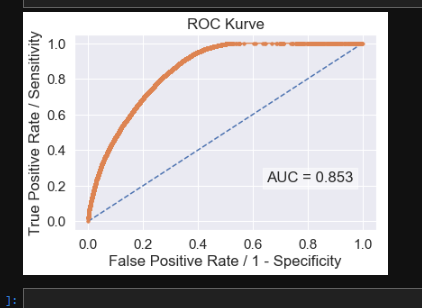 ROC Kurve
True Positive Rate / Sensitivity
1.0
0.8
0.6
0.4
0.2
0.0
AUC = 0.853
0.0 0.2 0.4 0.6 0.8 1.0
False Positive Rate / 1 - Specificity
]: